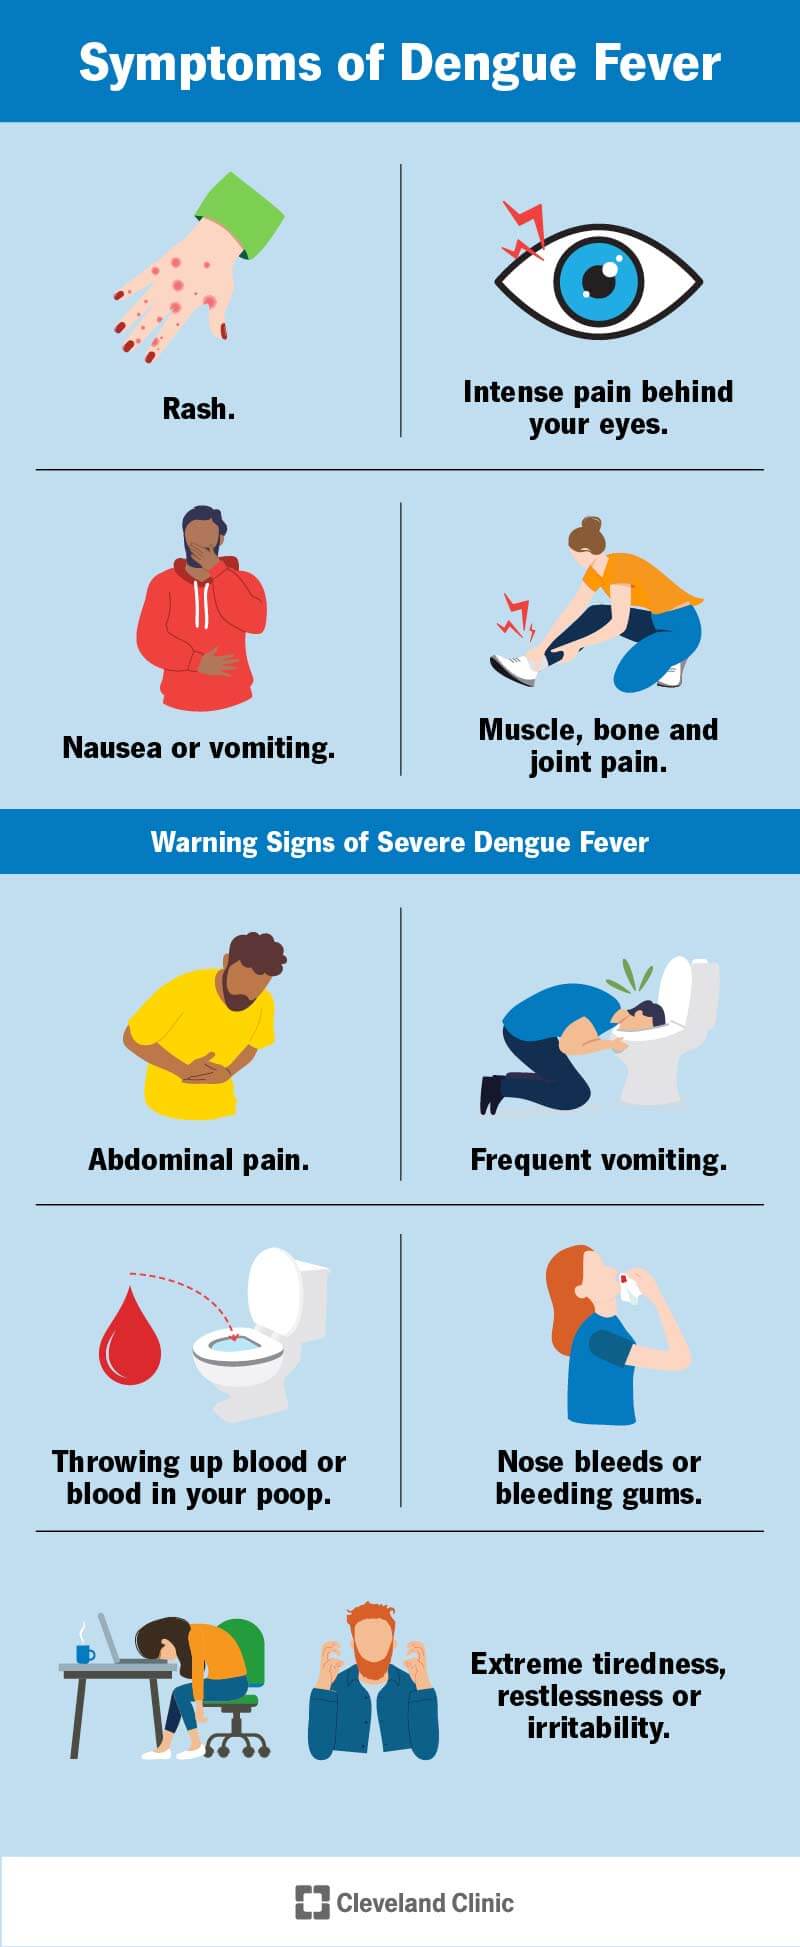 Symptoms of Dengue Fever
Rash.
Intense pain behind
your eyes.
Nausea or vomiting.
Muscle, bone and
joint pain.
Warning Signs of Severe Dengue Fever
Abdominal pain.
Frequent vomiting.
Throwing up blood or
blood in your poop.
Nose bleeds or
bleeding gums.
Extreme tiredness,
restlessness or
irritability.
Cleveland Clinic